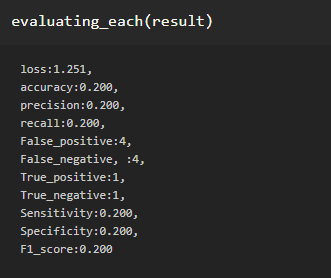 evaluating_each(result)
loss:1.251,
accuracy:0.200,
precision:0.200,
recall:0.200,
False_positive:4,
False_negative, :4,
True_positive:1,
True_negative:1,
Sensitivity:0.200,
Specificity:0.200,
F1_score:0.200